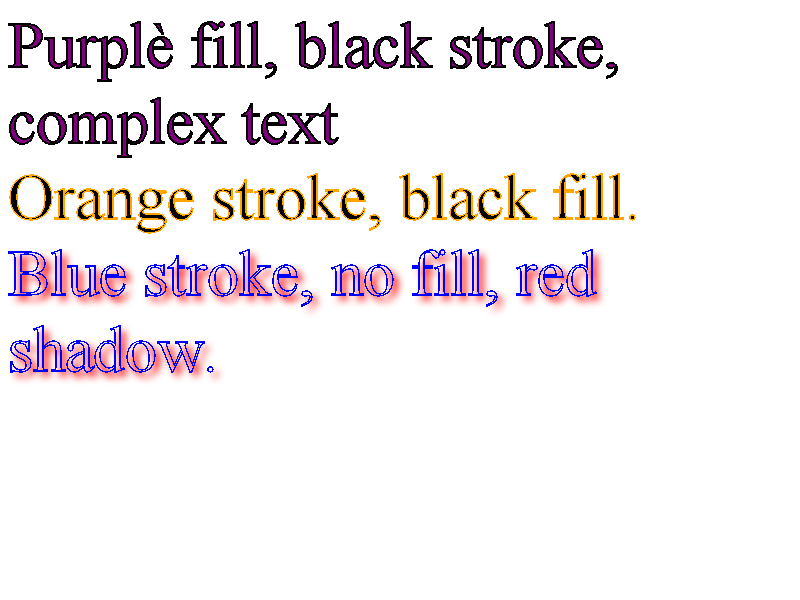 Purplè fill, black stroke,
complex text
Orange stroke, black fill.
Blue stroke, no fill, red
shadow.